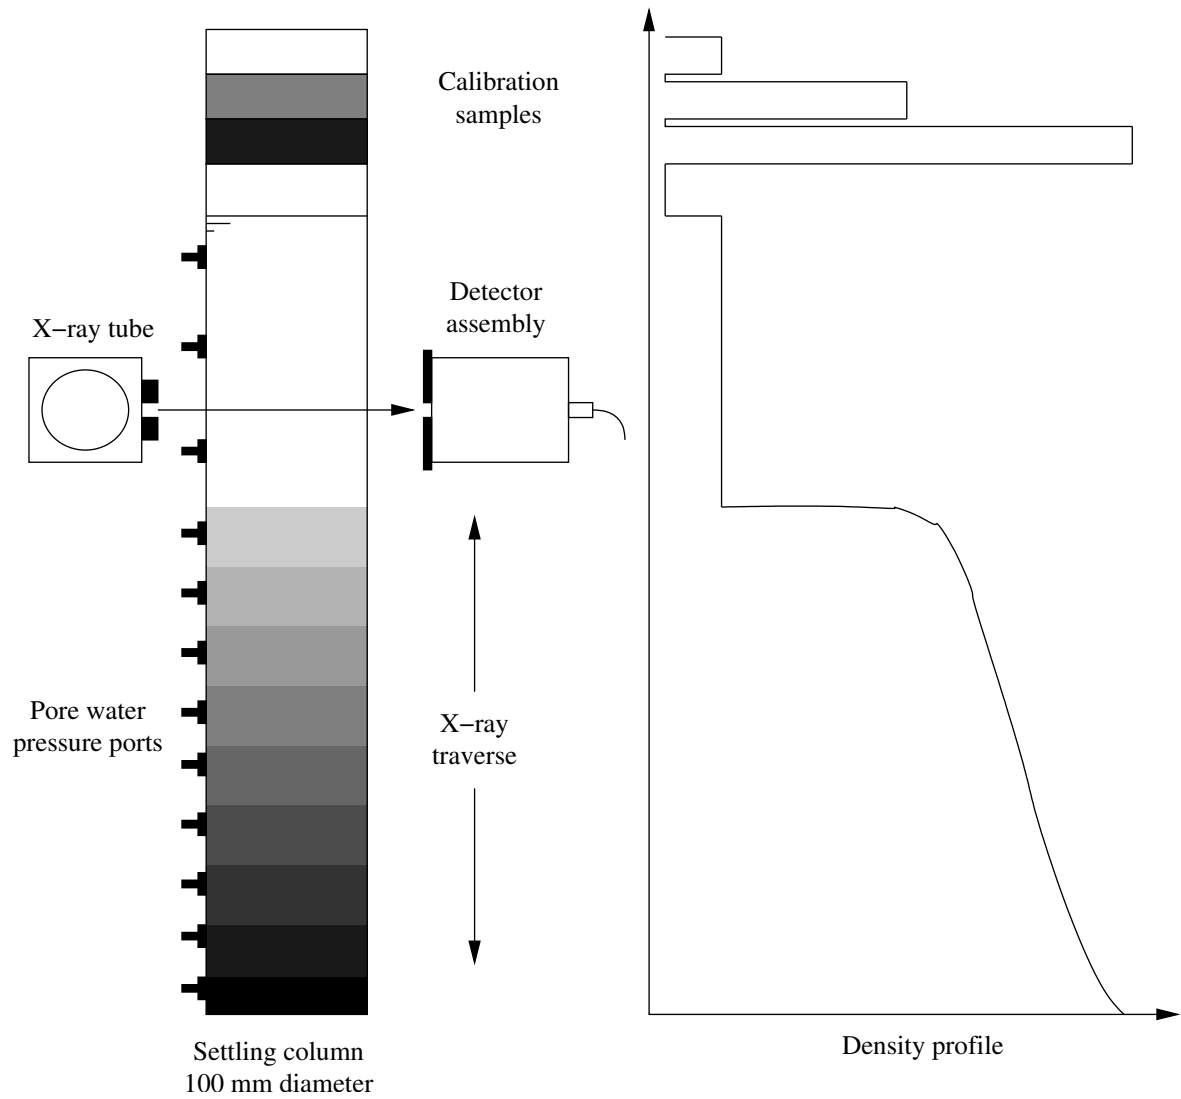 Calibration
samples
Detector
assembly
X−ray tube
Pore water
pressure ports
X−ray
traverse
Settling column
100 mm diameter
Density profile